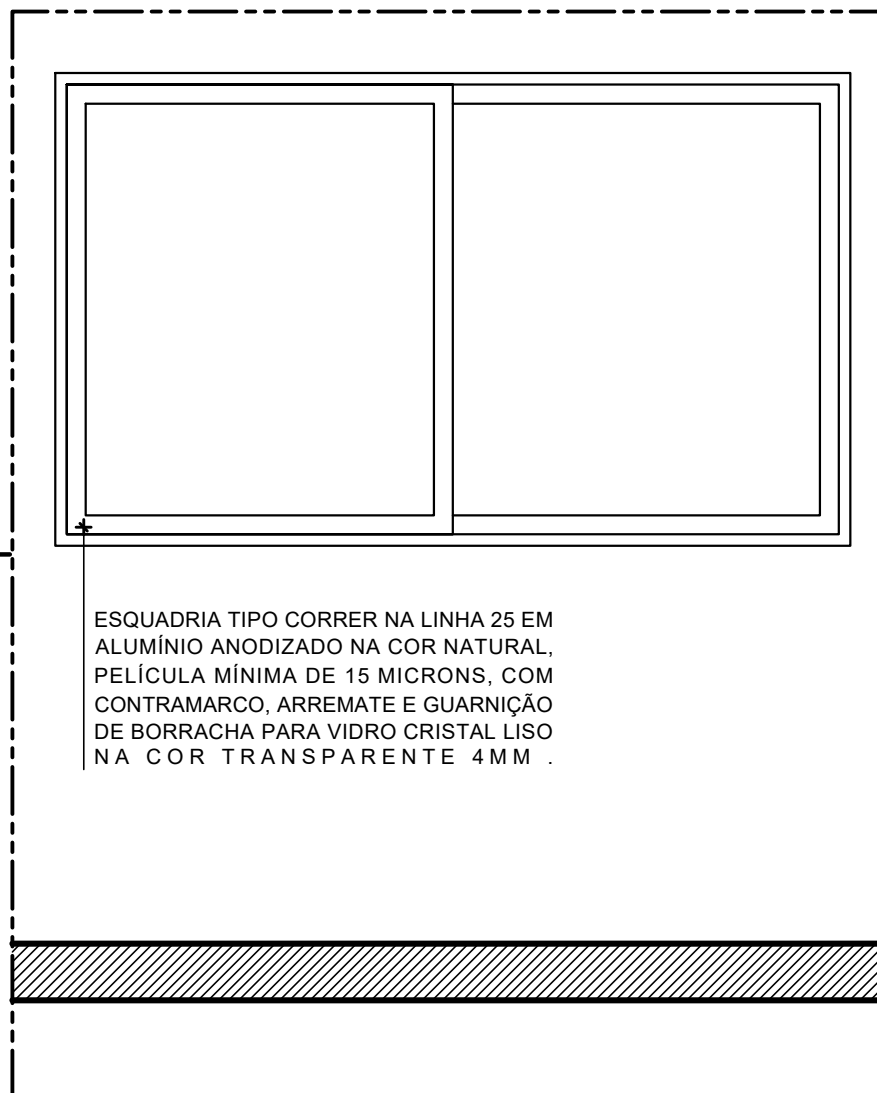 ESQUADRIA TIPO CORRER NA LINHA 25 EM
ALUMÍNIO ANODIZADO NA COR NATURAL,
PELÍCULA MÍNIMA DE 15 MICRONS, COM
CONTRAMARCO, ARREMATE E GUARNIÇÃO
DE BORRACHA PARA VIDRO CRISTAL LISO
NA COR TRANSPARENTE 4MM .